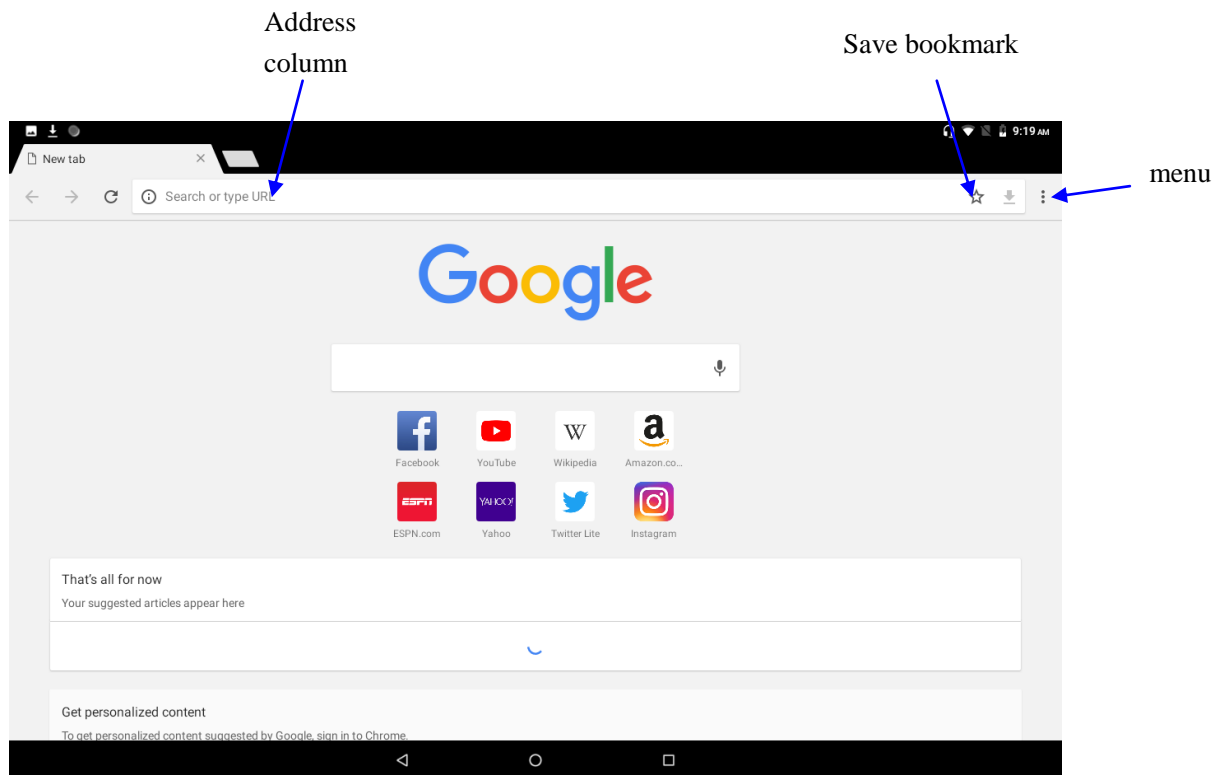 Address
column
Save bookmark
menu
9:19 AM
New tab
Search or type URL
Google
Facebook
YouTube
W
Wikipedia
a
Amazon.co...
ESPN
ESPN.com
YAHOO!
Yahoo
Twitter Lite
Instagram
That's all for now
Your suggested articles appear here
Get personalized content
To get personalized content suggested by Google, sign in to Chrome.